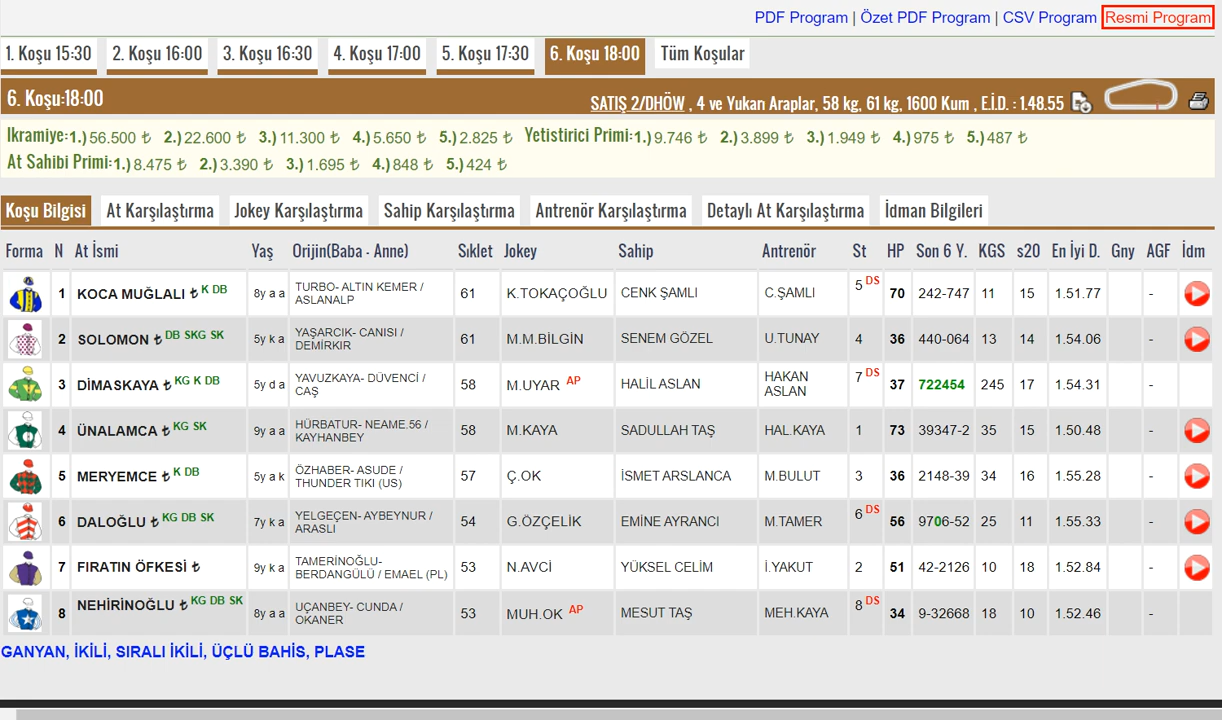 PDF Program | Özet PDF Program | CSV Program Resmi Program
1. Koşu 15:30 2. Koşu 16:00 3. Koşu 16:30 4. Koşu 17:00 5. Koşu 17:30 6. Koşu 18:00 Tüm Koşular
6. Koşu:18:00 SATIŞ 2/DHÖW , 4 ve Yukarı Araplar, 58 kg, 61 kg, 1600 Kum , E.İ.D. : 1.48.55
Ikramiye:1.) 56.500 ₺ 2.) 22.600 ₺ 3.) 11.300 ₺ 4.) 5.650 ₺ 5.) 2.825 ₺ Yetistirici Primi:1.) 9.746 ₺ 2.) 3.899 ₺ 3.) 1.949 ₺ 4.) 975 ₺ 5.) 487 ₺
At Sahibi Primi:1.) 8.475 ₺ 2.) 3.390 ₺ 3.) 1.695 ₺ 4.) 848 ₺ 5.) 424 ₺
Koşu Bilgisi At Karşılaştırma Jokey Karşılaştırma Sahip Karşılaştırma Antrenör Karşılaştırma Detaylı At Karşılaştırma İdman Bilgileri
Forma N At İsmi Yaş Orijin(Baba - Anne) Sıklet Jokey Sahip Antrenör St HP Son 6 Y. KGS s20 En İyi D. Gny AGF İdm
1 KOCA MUĞLALI ₺ K DB 8y a a TURBO- ALTIN KEMER / ASLANALP 61 K.TOKAÇOĞLU CENK ŞAMLI C.ŞAMLI 5 DS 70 242-747 11 15 1.51.77 -
2 SOLOMON ₺ DB SKG SK 5y k a YAŞARCIK- CANISI / DEMİRKIR 61 M.M.BİLGİN SENEM GÖZEL U.TUNAY 4 36 440-064 13 14 1.54.06 -
3 DİMASKAYA ₺ KG K DB 5y d a YAVUZKAYA- DÜVENCİ / ÇAŞ 58 M.UYAR AP HALİL ASLAN HAKAN ASLAN 7 DS 37 722454 245 17 1.54.31 -
4 ÜNALAMCA ₺ KG SK 9y a a HÜRBATUR- NEAME.56 / KAYHANBEY 58 M.KAYA SADULLAH TAŞ HAL.KAYA 1 73 39347-2 35 15 1.50.48 -
5 MERYEMCE ₺ K DB 5y a k ÖZHABER- ASUDE / THUNDER TIKI (US) 57 Ç.OK İSMET ARSLANCA M.BULUT 3 36 2148-39 34 16 1.55.28 -
6 DALOĞLU ₺ KG DB SK 7y k a YELGEÇEN- AYBEYNUR / ARASLI 54 G.ÖZÇELİK EMİNE AYRANCI M.TAMER 6 DS 56 9706-52 25 11 1.55.33 -
7 FIRATIN ÖFKESİ ₺ 9y k a TAMERİNOĞLU- BERDANGÜLÜ / EMAEL (PL) 53 N.AVCİ YÜKSEL CELİM İ.YAKUT 2 51 42-2126 10 18 1.52.84 -
8 NEHİRİNOĞLU ₺ KG DB SK 8y a a UÇANBEY- CUNDA / OKANER 53 MUH.OK AP MESUT TAŞ MEH.KAYA 8 DS 34 9-32668 18 10 1.52.46 -
GANYAN, İKİLİ, SIRALI İKİLİ, ÜÇLÜ BAHİS, PLASE